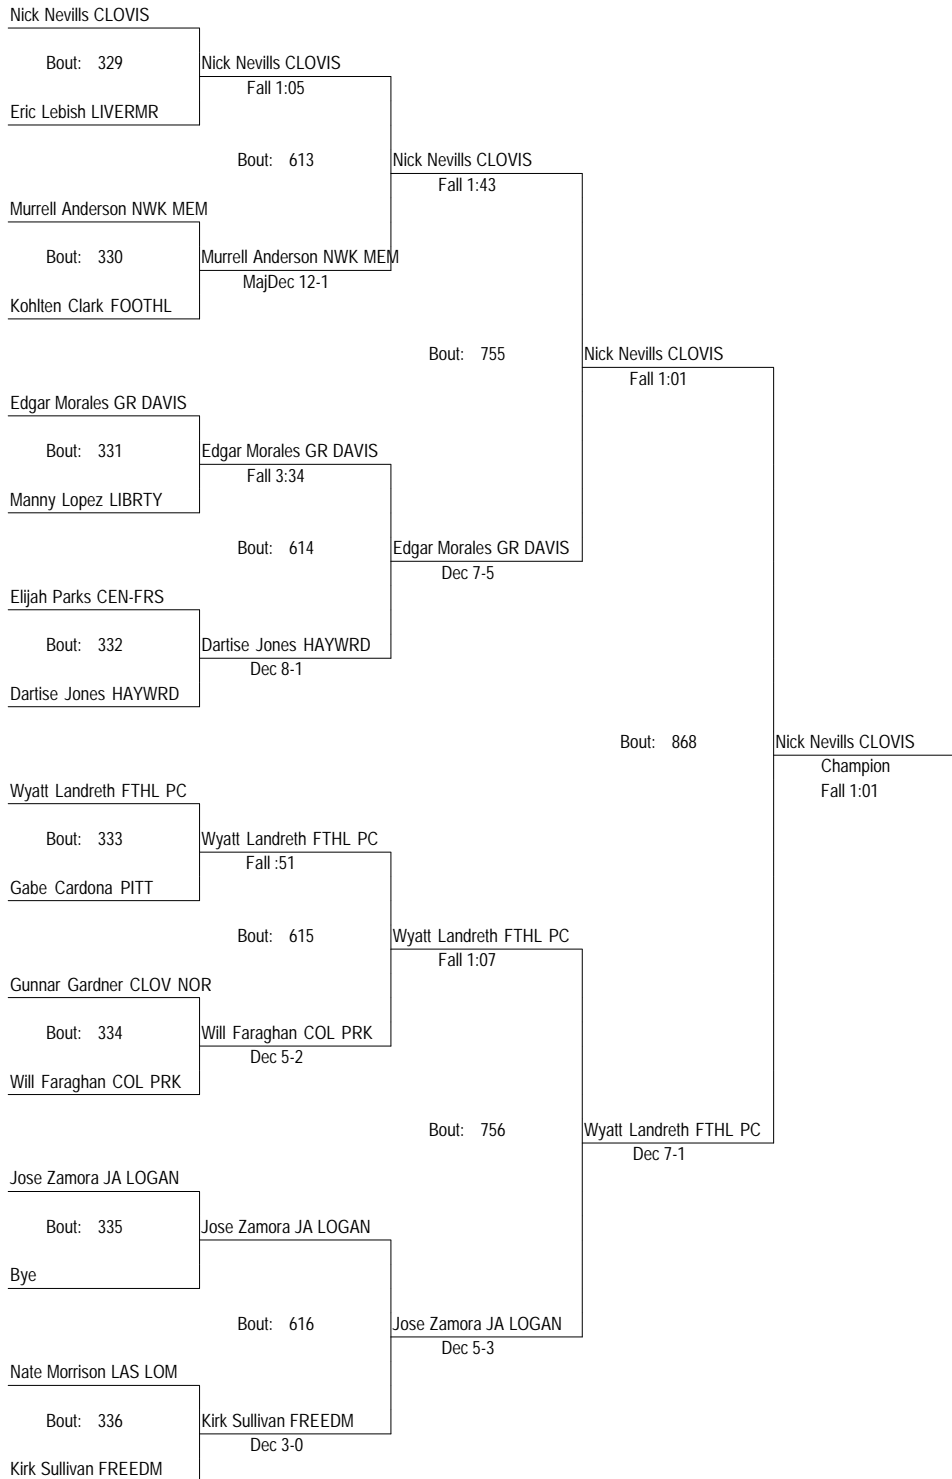 Nick Nevills CLOVIS
Bout: 329
Nick Nevills CLOVIS
Fall 1:05
Eric Lebish LIVERMR
Bout: 613
Nick Nevills CLOVIS
Fall 1:43
Murrell Anderson NWK MEM
Bout: 330
Murrell Anderson NWK MEM
MajDec 12-1
Kohlten Clark FOOTHL
Bout: 755
Nick Nevills CLOVIS
Fall 1:01
Edgar Morales GR DAVIS
Bout: 331
Edgar Morales GR DAVIS
Fall 3:34
Manny Lopez LIBRTY
Bout: 614
Edgar Morales GR DAVIS
Dec 7-5
Elijah Parks CEN-FRS
Bout: 332
Dartise Jones HAYWRD
Dec 8-1
Dartise Jones HAYWRD
Bout: 868
Nick Nevills CLOVIS
Champion
Fall 1:01
Wyatt Landreth FTHL PC
Bout: 333
Wyatt Landreth FTHL PC
Fall :51
Gabe Cardona PITT
Bout: 615
Wyatt Landreth FTHL PC
Fall 1:07
Gunnar Gardner CLOV NOR
Bout: 334
Will Faraghan COL PRK
Dec 5-2
Will Faraghan COL PRK
Bout: 756
Wyatt Landreth FTHL PC
Dec 7-1
Jose Zamora JA LOGAN
Bout: 335
Jose Zamora JA LOGAN
Bye
Bout: 616
Jose Zamora JA LOGAN
Dec 5-3
Nate Morrison LAS LOM
Bout: 336
Kirk Sullivan FREEDM
Dec 3-0
Kirk Sullivan FREEDM